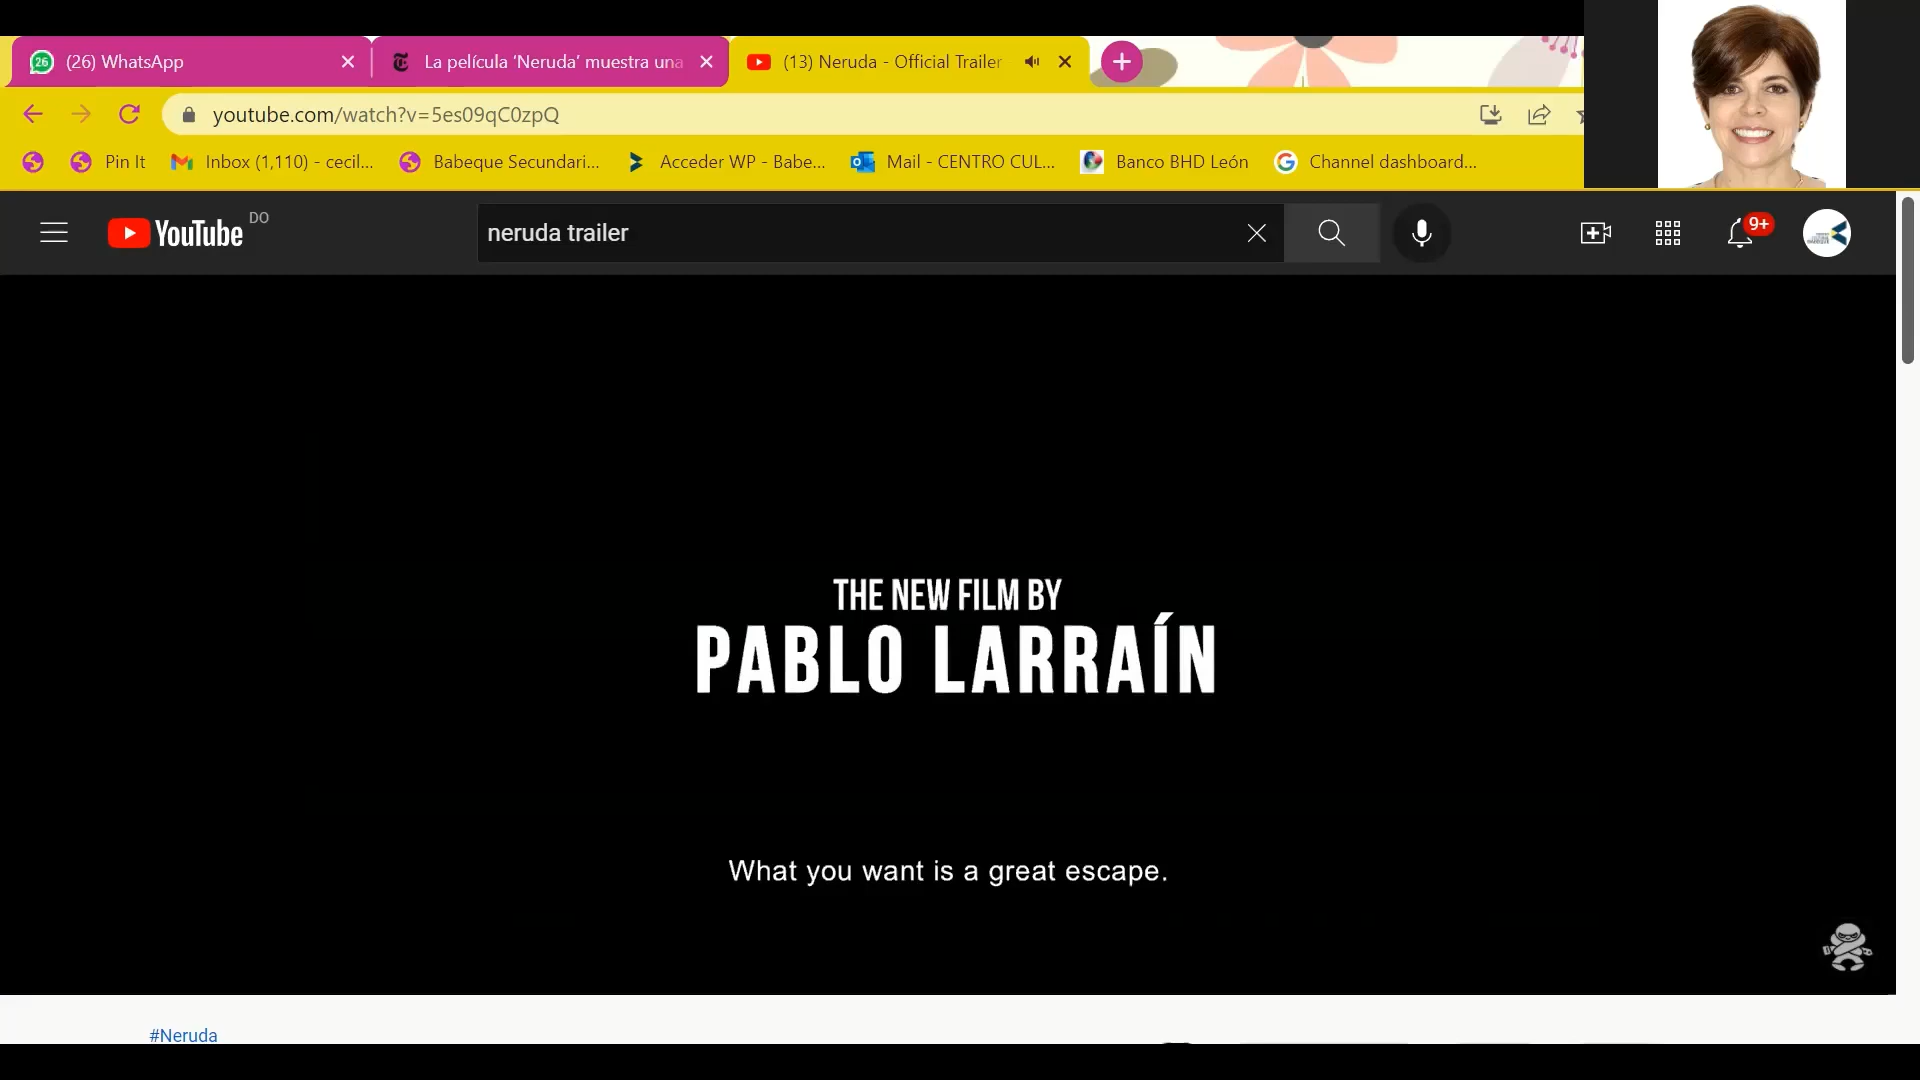 (26) WhatsApp
La película ‘Neruda’ muestra una
(13) Neruda - Official Trailer
youtube.com/watch?v=5es09qC0zpQ
Pin It
Inbox (1,110) - cecil...
Babeque Secundari...
Acceder WP - Babe...
Mail - CENTRO CUL...
Banco BHD León
Channel dashboard...
YouTube DO
neruda trailer
9+
THE NEW FILM BY
PABLO LARRAÍN
What you want is a great escape.
#Neruda